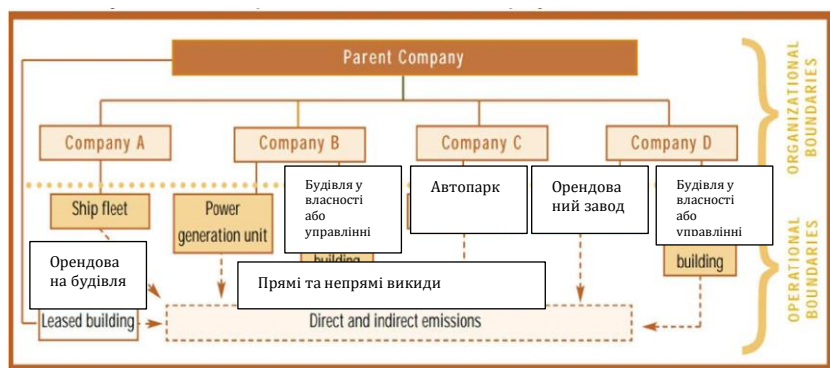 Parent Company
Company A
Company B
Company C
Company D
ORGANIZATIONAL
BOUNDARIES
Будівля у
власності
або
управлінні
Автопарк
Орендова
ний завод
Будівля у
власності
або
управлінні
Ship fleet
Power
generation unit
building
building
Орендова
на будівля
Прямі та непрямі викиди
Leased building
Direct and indirect emissions
OPERATIONAL
BOUNDARIES